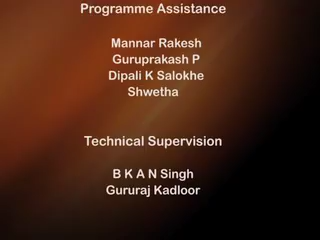 Programme Assistance
Mannar Rakesh
Guruprakash P
Dipali K Salokhe
Shwetha
Technical Supervision
B K A N Singh
Gururaj Kadloor